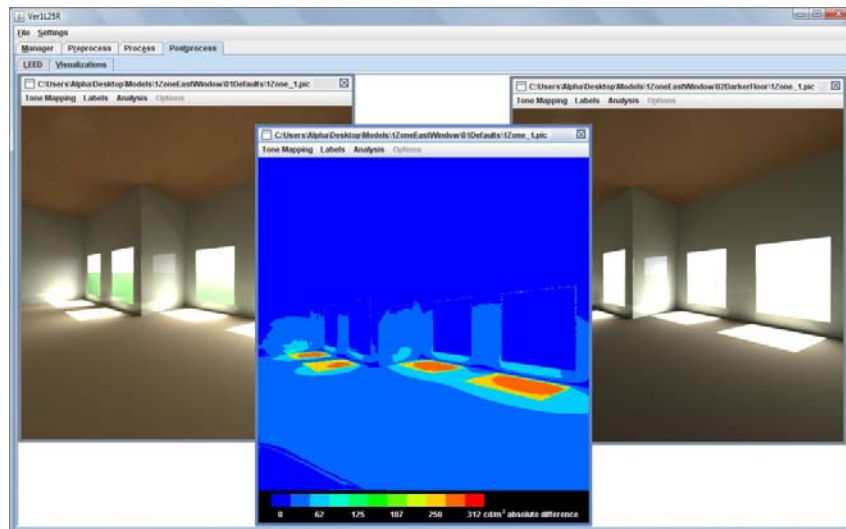 Ver1L25R
File Settings
Manager Preprocess Process Postprocess
LEED Visualizations
C:\Users\Alpha\Desktop\Models\1ZoneEastWindow\01Defaults\1Zone_1.pic
Tone Mapping Labels Analysis Options
C:\Users\Alpha\Desktop\Models\1ZoneEastWindow\01Defaults\1Zone_1.pic
Tone Mapping Labels Analysis Options
0 62 125 187 250 312 cd/m² absolute difference
C:\Users\Alpha\Desktop\Models\1ZoneEastWindow\02DarkerFloor\1Zone_1.pic
Tone Mapping Labels Analysis Options